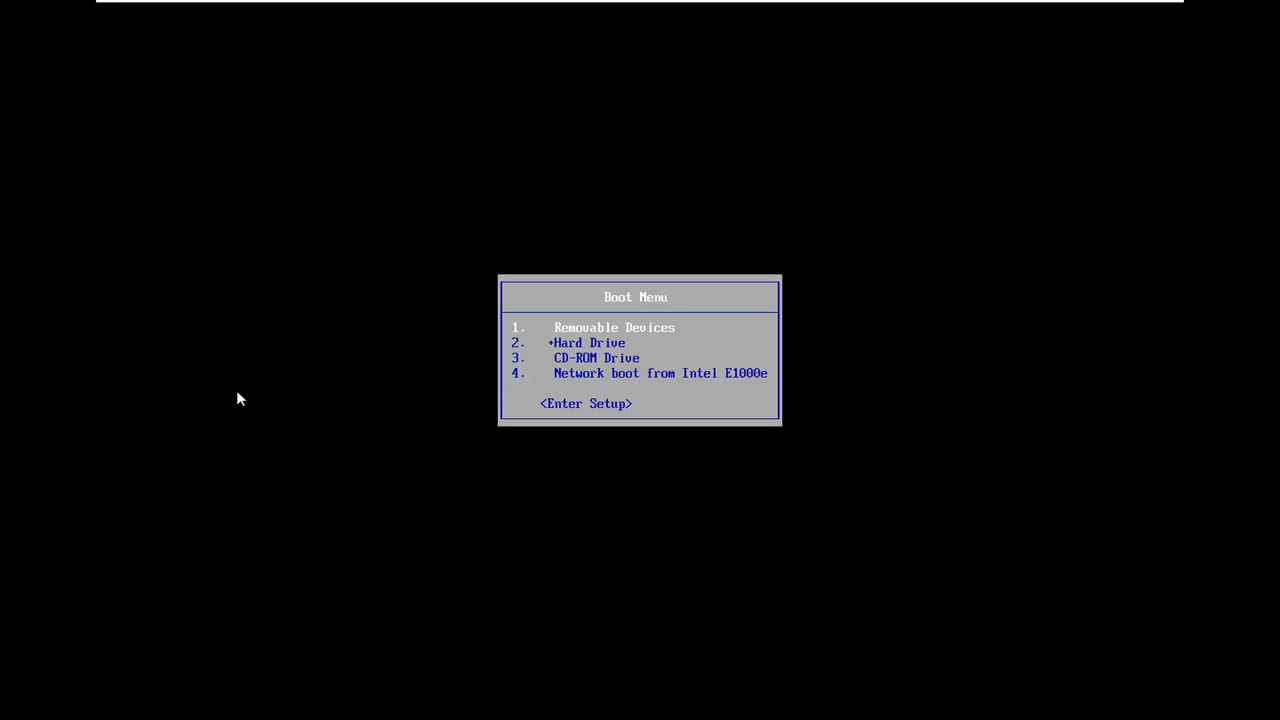 Boot Menu
1. Removable Devices
2. +Hard Drive
3. CD-ROM Drive
4. Network boot from Intel E1000e
<Enter Setup>